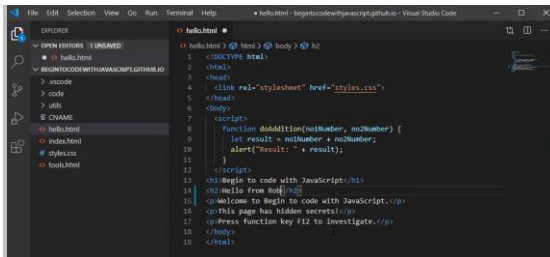 File Edit Selection View Go Run Terminal Help
● hello.html - begintocodewithjavascript.github.io - Visual Studio Code
EXPLORER
OPEN EDITORS 1 UNSAVED
● hello.html
BEGINTOCODEWITHJAVASCRIPT.GITHUB.IO
> .vscode
> code
> utils
CNAME
hello.html
index.html
# styles.css
tools.html
hello.html ●
hello.html > html > body > h2
1 <!DOCTYPE html>
2 <html>
3 <head>
4 <link rel="stylesheet" href="styles.css">
5 </head>
6 <body>
7 <script>
8 function doAddition(no1Number, no2Number) {
9 let result = no1Number + no2Number;
10 alert("Result: " + result);
11 }
12 </script>
13 <h1>Begin to code with JavaScript</h1>
14 <h2>Hello from Rob</h2>
15 <p>Welcome to Begin to code with JavaScript.</p>
16 <p>This page has hidden secrets!</p>
17 <p>Press function key F12 to investigate.</p>
18 </body>
19 </html>